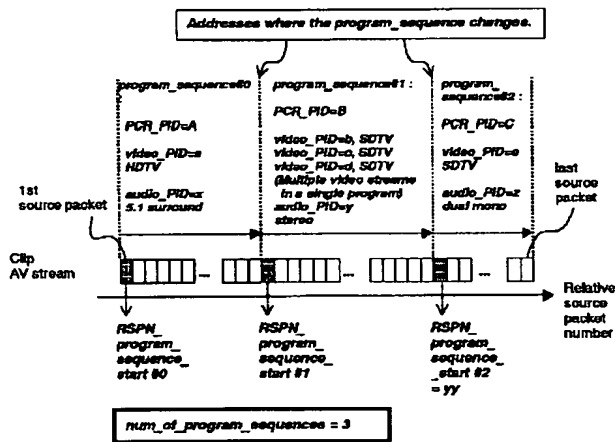 Addresses where the program_sequence changes.
program_sequence#0
PCR_PID=A
video_PID=a
HDTV
audio_PID=x
5.1 surround
program_sequence#1 :
PCR_PID=B
video_PID=b, SDTV
video_PID=c, SDTV
video_PID=d, SDTV
(Multiple video streams
in a single program)
audio_PID=y
stereo
program_
sequence#2 :
PCR_PID=C
video_PID=e
SDTV
audio_PID=z
dual mono
1st
source packet
last
source
packet
Clip
AV stream
...
...
...
Relative
source
packet
number
RSPN_
program_
sequence_
start #0
RSPN_
program_
sequence_
start #1
RSPN_
program_
sequence
_start #2
= yy
num_of_program_sequences = 3